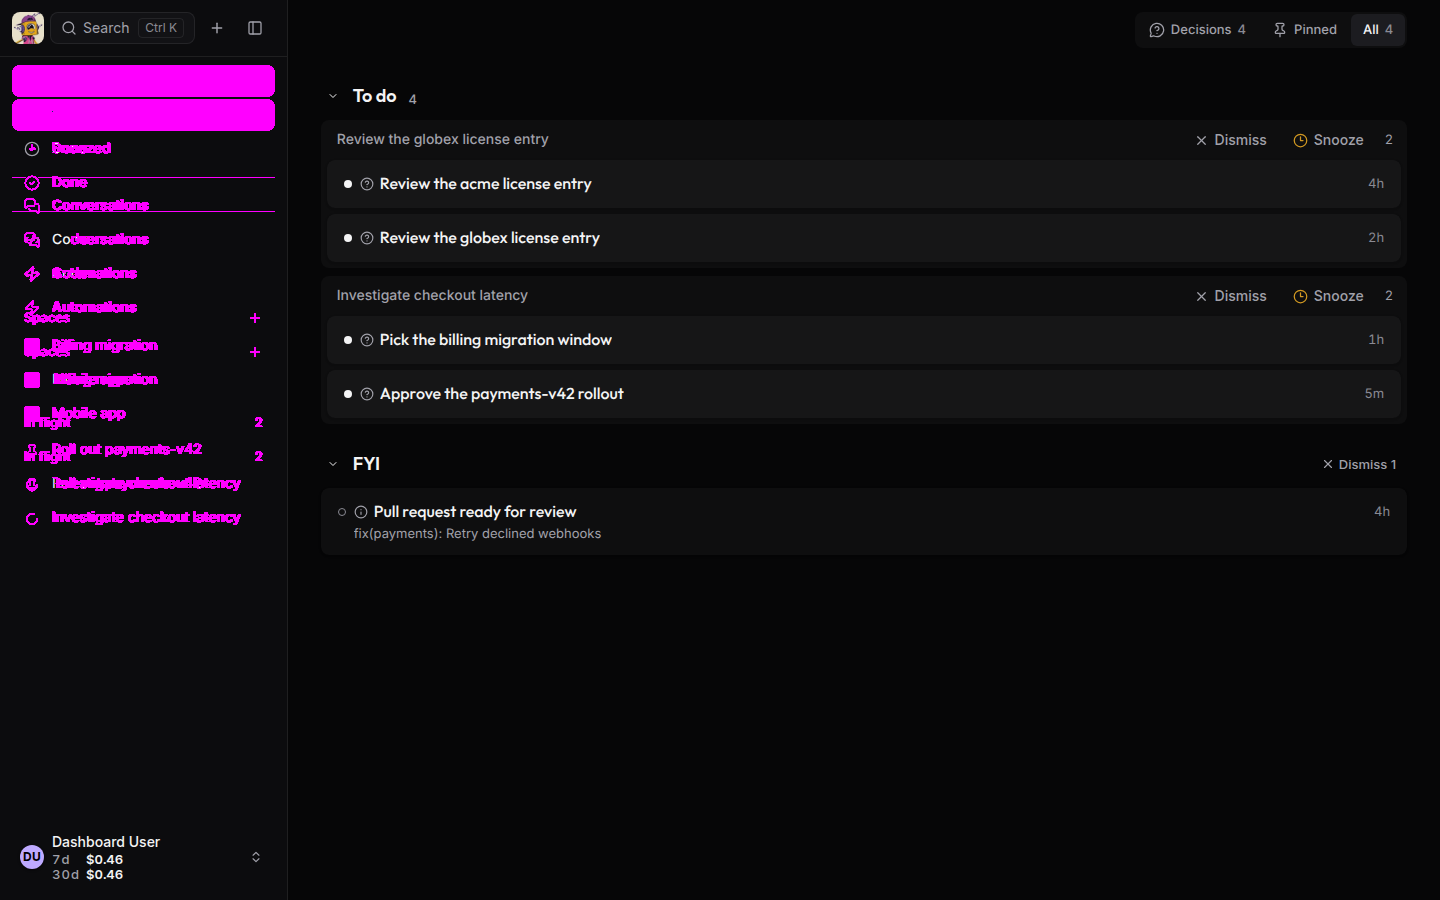 Search Ctrl K
Decisions 4 Pinned All 4
Done
Conversations
Automations
Spaces +
Billing migration
Spaces +
Mobile app
In flight 2
Roll out payments-v42
In flight 2
Investigate checkout latency
Dashboard User
DU
7d $0.46
30d $0.46
To do 4
Review the globex license entry Dismiss Snooze 2
Review the acme license entry 4h
Review the globex license entry 2h
Investigate checkout latency Dismiss Snooze 2
Pick the billing migration window 1h
Approve the payments-v42 rollout 5m
FYI Dismiss 1
Pull request ready for review 4h
fix(payments): Retry declined webhooks